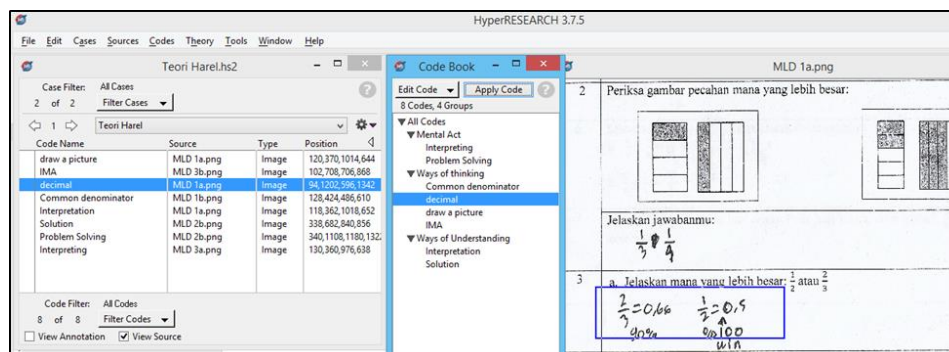 HyperRESEARCH 3.7.5
File Edit Cases Sources Codes Theory Tools Window Help
Teori Harel.hs2
Case Filter: All Cases
2 of 2 Filter Cases
1 Teori Harel
Code Name Source Type Position
draw a picture MLD 1a.png Image 120,370,1014,644
IMA MLD 3b.png Image 102,708,706,868
decimal MLD 1a.png Image 94,1202,596,1342
Common denominator MLD 1b.png Image 128,424,486,610
Interpretation MLD 1a.png Image 118,362,1018,652
Solution MLD 2b.png Image 338,682,840,856
Problem Solving MLD 2b.png Image 340,1108,1180,132
Interpreting MLD 3a.png Image 130,360,976,638
Code Filter: All Codes
8 of 8 Filter Codes
View Annotation View Source
Code Book
Edit Code Apply Code
8 Codes, 4 Groups
All Codes
Mental Act
Interpreting
Problem Solving
Ways of thinking
Common denominator
decimal
draw a picture
IMA
Ways of Understanding
Interpretation
Solution
MLD 1a.png
2 Periksa gambar pecahan mana yang lebih besar:
Jelaskan jawabanmu:
1/3 1/4
3 a. Jelaskan mana yang lebih besar: 1/2 atau 2/3
2/3 = 0,66 1/2 = 0,5